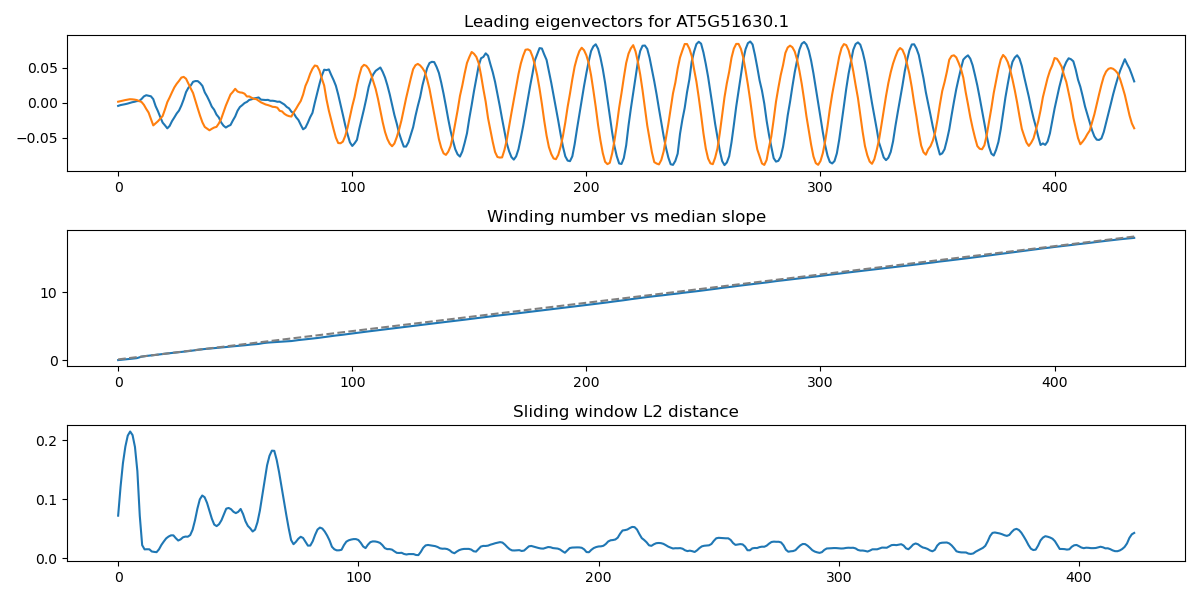 Leading eigenvectors for AT5G51630.1
0.05
0.00
−0.05
0 100 200 300 400
Winding number vs median slope
10
0
0 100 200 300 400
Sliding window L2 distance
0.2
0.1
0.0
0 100 200 300 400